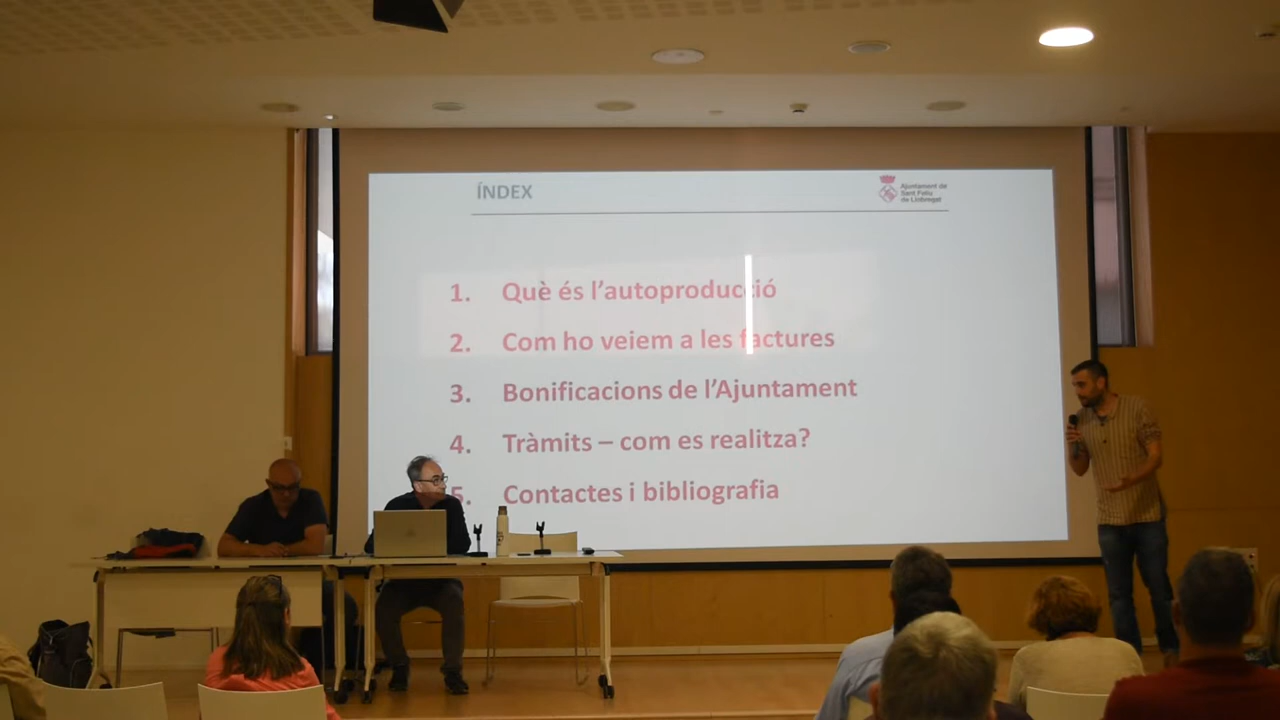 ÍNDEX
Ajuntament de
Sant Feliu
de Llobregat
1. Què és l'autoproducció
2. Com ho veiem a les factures
3. Bonificacions de l'Ajuntament
4. Tràmits – com es realitza?
5. Contactes i bibliografia